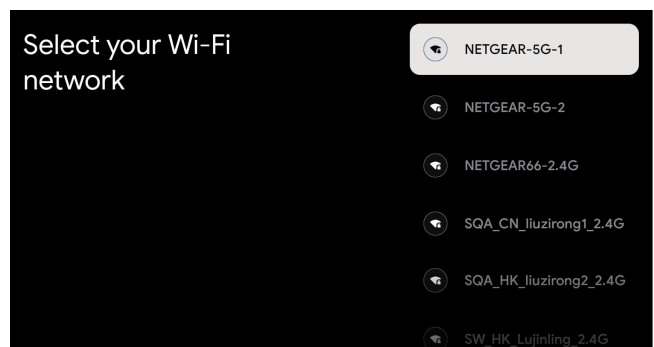 Select your Wi-Fi
network
NETGEAR-5G-1
NETGEAR-5G-2
NETGEAR66-2.4G
SQA_CN_liuzirong1_2.4G
SQA_HK_liuzirong2_2.4G
SW_HK_Lujinling_2.4G